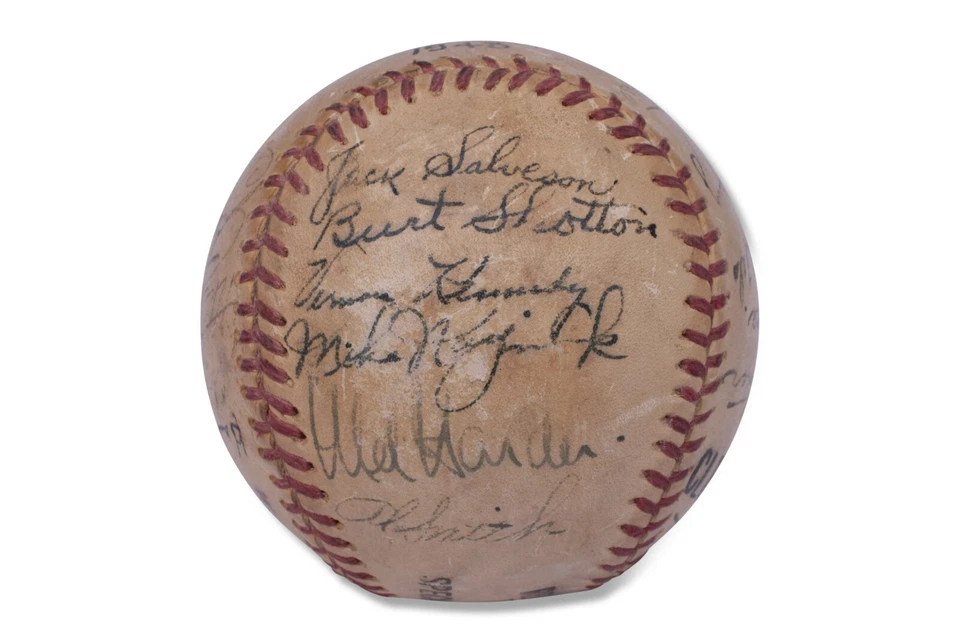 Jack Salveson
Burt Shotton
Vernon Kennedy
Mike Naymick
Mel Harder
Al Smith